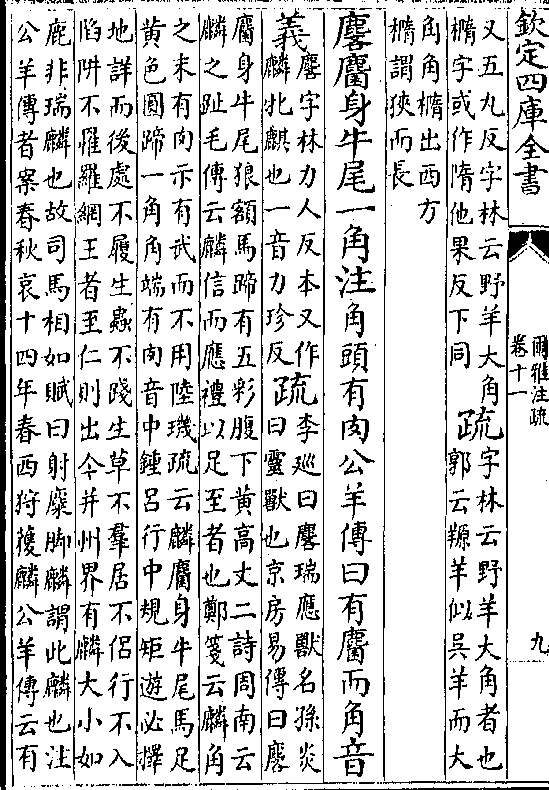 欽定四庫全書
爾雅注疏
卷十一
九
又五九反字林云野羊大角
橢字或作隋他果反下同
疏
字林云野羊大角者也
郭云羱羊似吳羊而大
角角橢出西方
橢謂狹而長
麐麕身牛尾一角注角頭有肉公羊傳曰有麕而角音
義
麐字林力人反本又作
麟牝麒也一音力珍反
疏
李巡曰麐瑞應獸名孫炎
曰靈獸也京房易傳曰麐
麕身牛尾狼額馬蹄有五彩腹下黄高丈二詩周南云
麟之趾毛傳云麟信而應禮以足至者也鄭箋云麟角
之末有肉示有武而不用陸璣疏云麟麕身牛尾馬足
黄色圓蹄一角角端有肉音中鍾呂行中規矩遊必擇
地詳而後處不履生蟲不踐生草不羣居不侶行不入
陷阱不罹羅網王者至仁則出今并州界有麟大小如
鹿非瑞麟也故司馬相如賦曰射麋脚麟謂此麟也注
公羊傳者案春秋哀十四年春西狩獲麟公羊傳云有